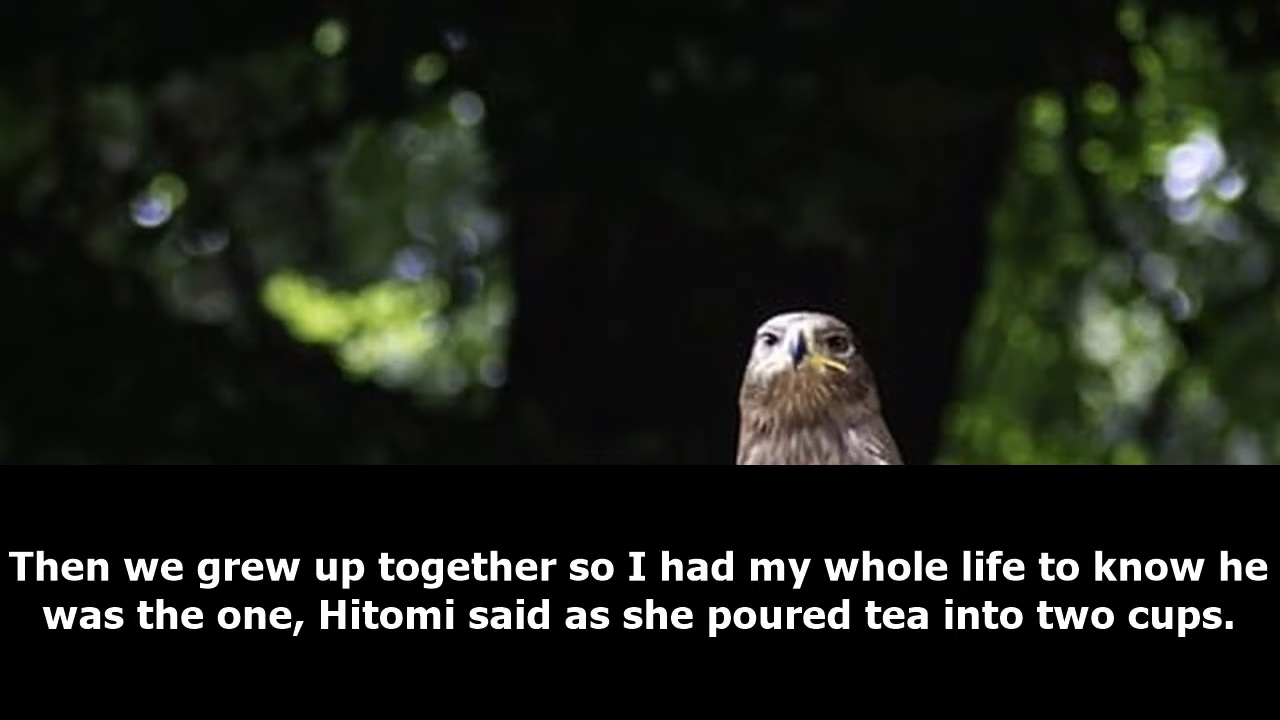 Then we grew up together so I had my whole life to know he
was the one, Hitomi said as she poured tea into two cups.